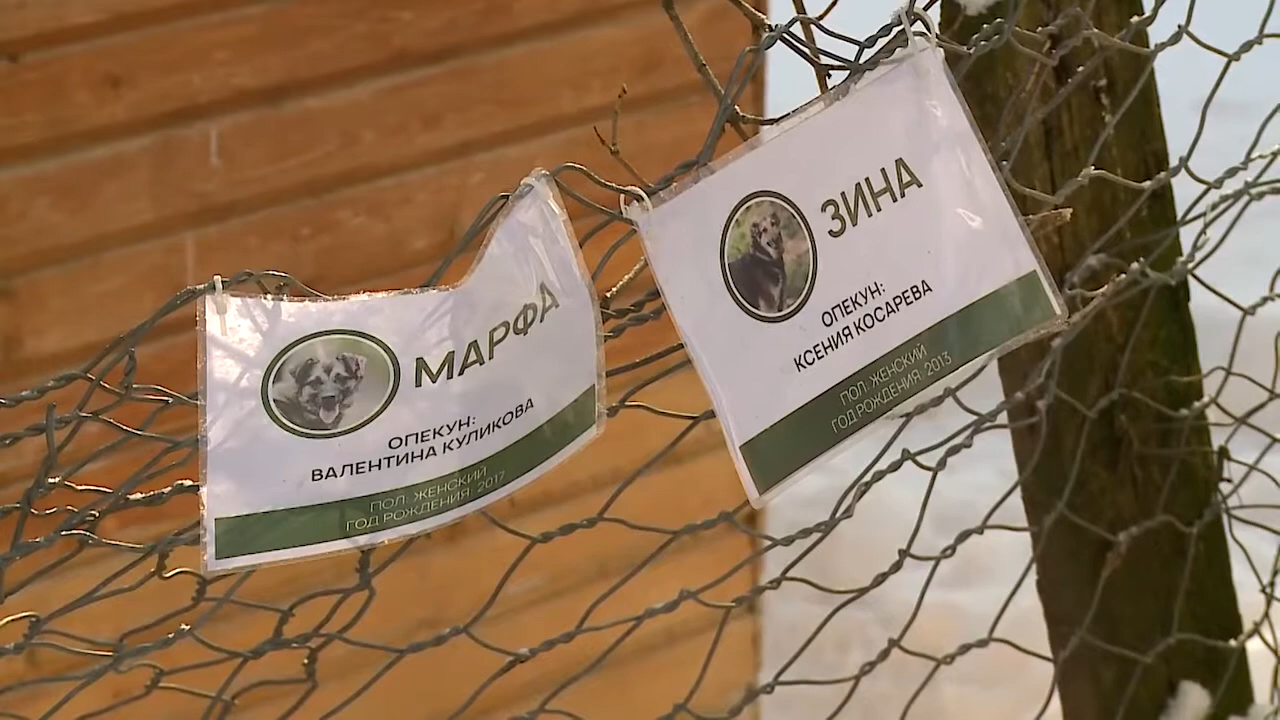 МАРФА
ОПЕКУН:
ВАЛЕНТИНА КУЛИКОВА
ПОЛ: ЖЕНСКИЙ
ГОД РОЖДЕНИЯ: 2017
ЗИНА
ОПЕКУН:
КСЕНИЯ КОСАРЕВА
ПОЛ: ЖЕНСКИЙ
ГОД РОЖДЕНИЯ: 2013